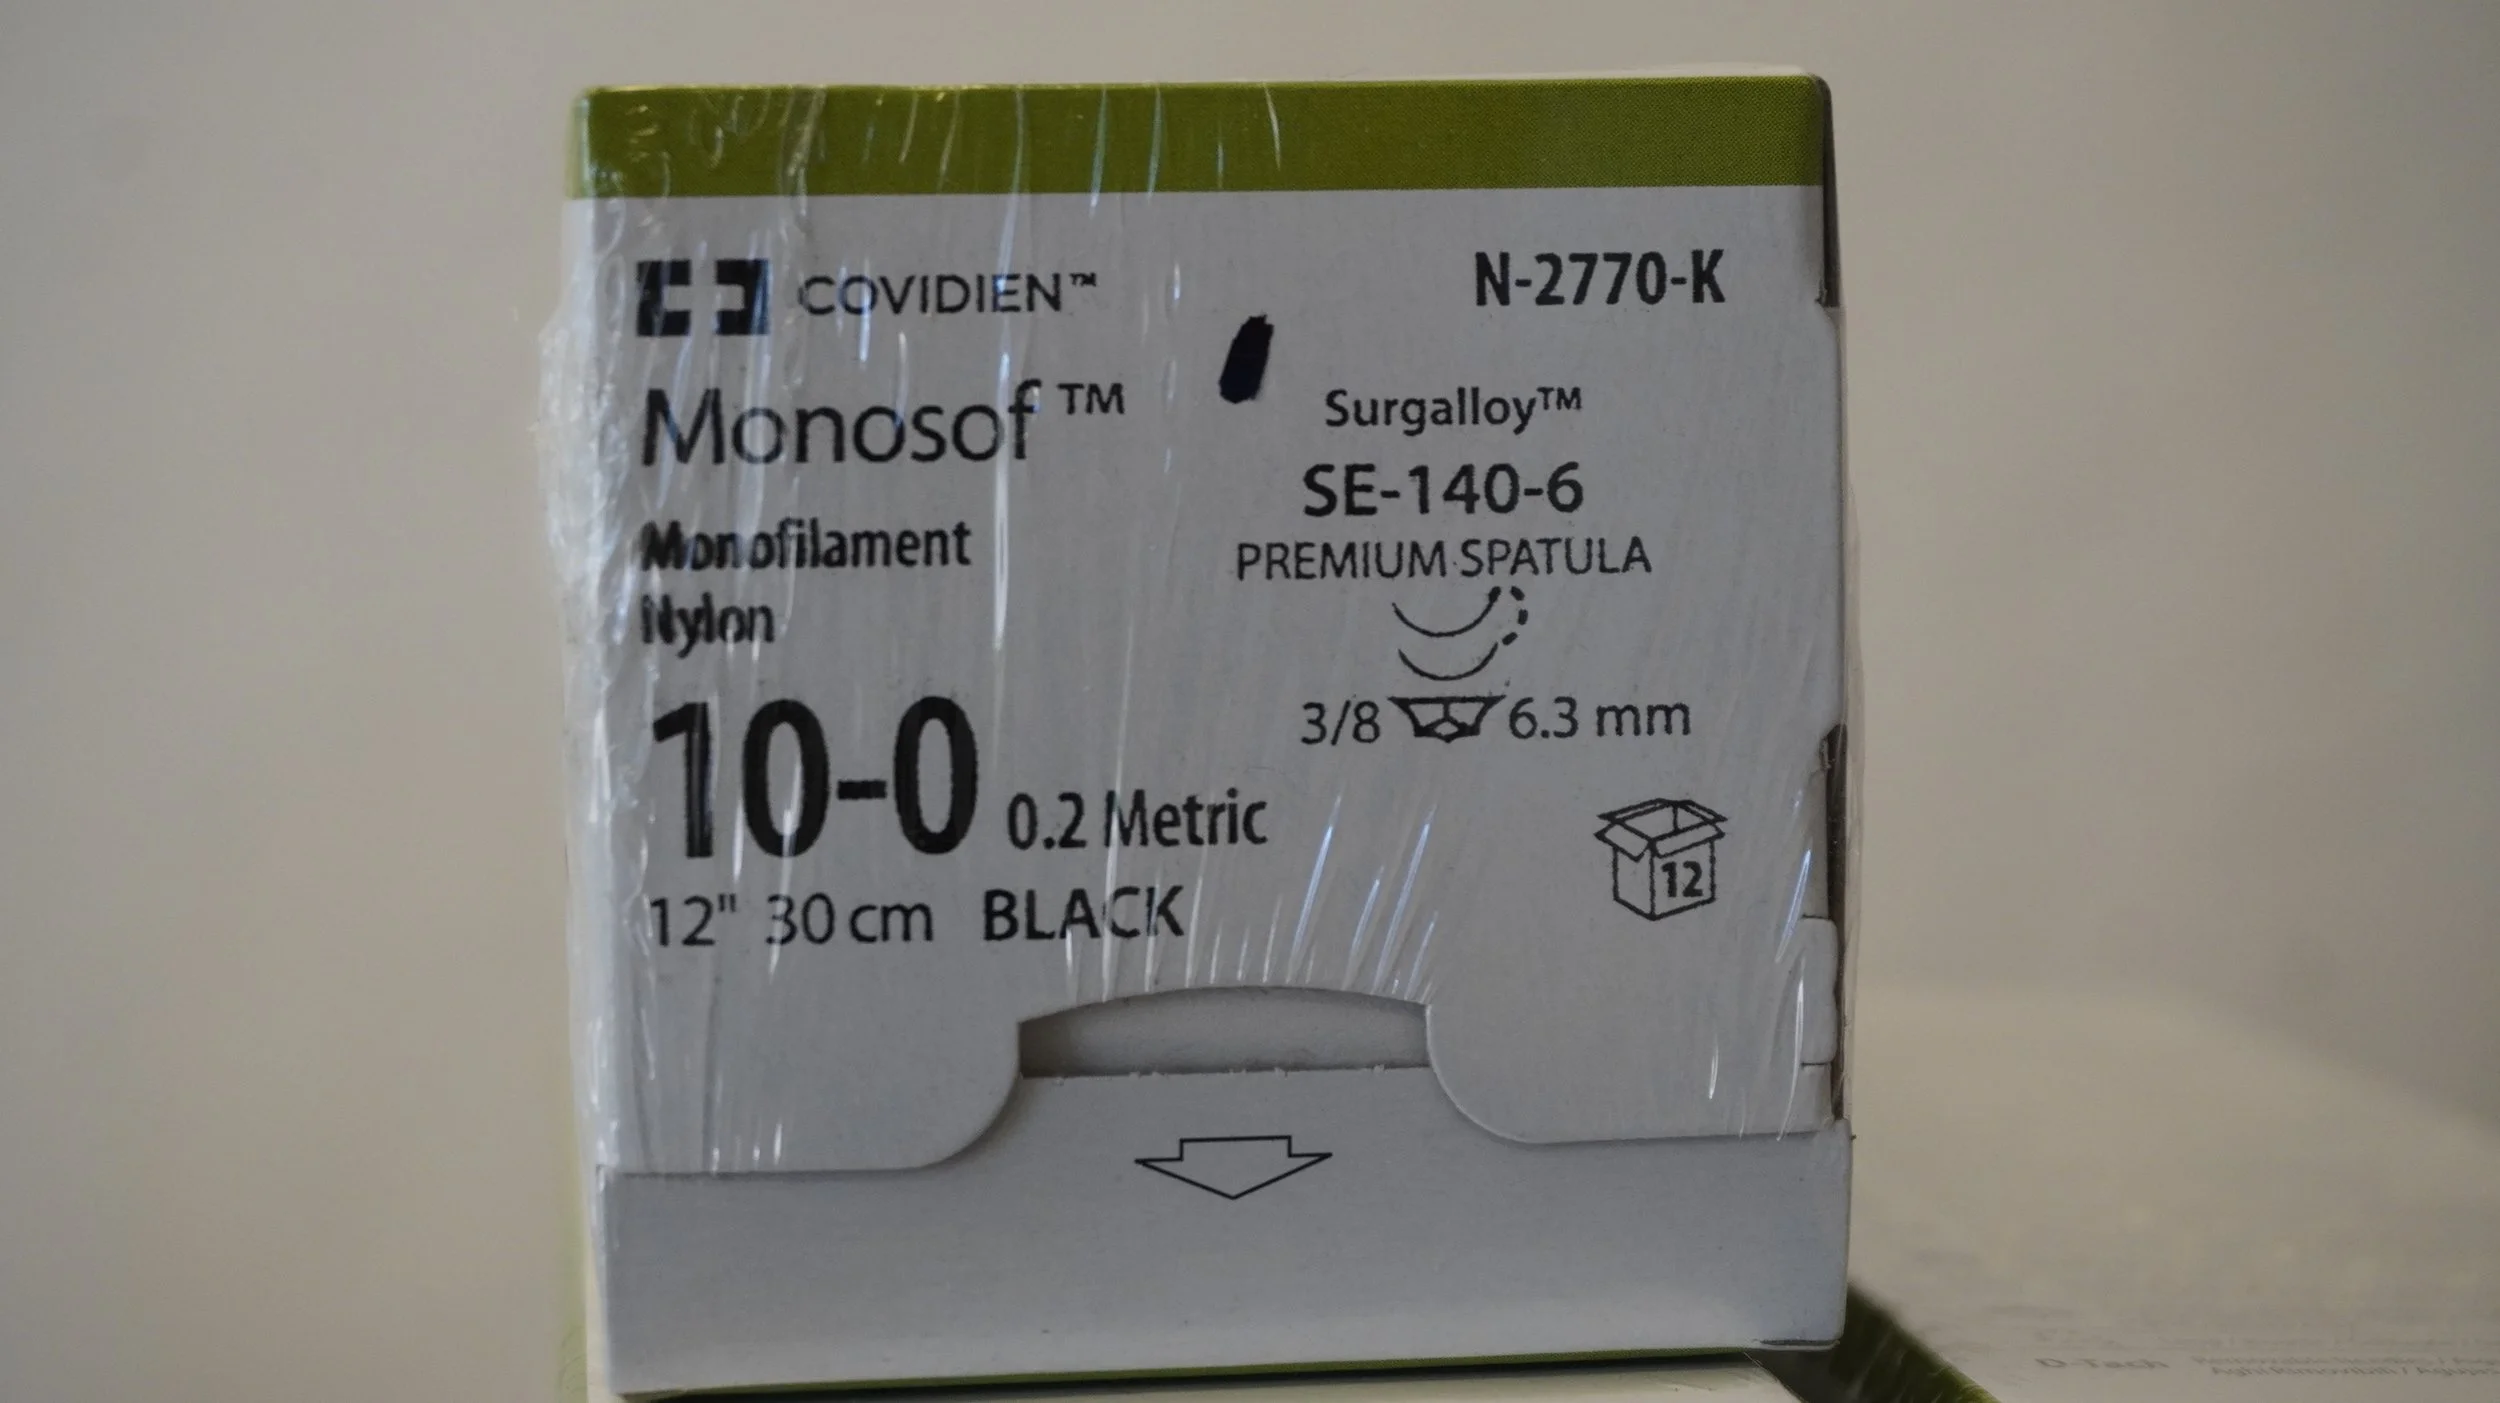 COVIDIEN™
N-2770-K
Monosof™
Surgalloy™
SE-140-6
PREMIUM SPATULA
Monofilament
Nylon
3/8 6.3 mm
10-0 0.2 Metric
12" 30 cm BLACK
12
D-Tach